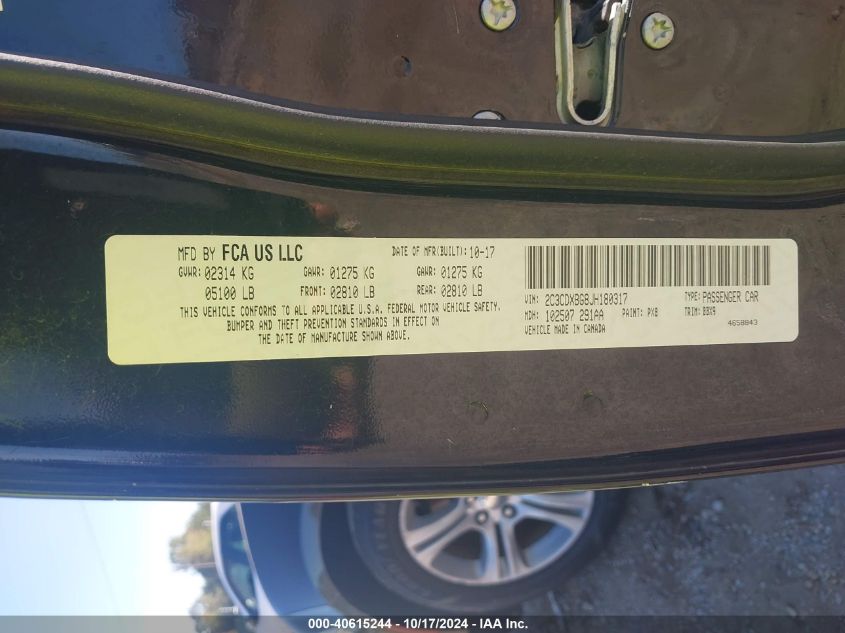 MFD BY FCA US LLC DATE OF MFR(BUILT): 10-17
GVWR: 02314 KG GAWR: 01275 KG GAWR: 01275 KG
05100 LB FRONT: 02810 LB REAR: 02810 LB
THIS VEHICLE CONFORMS TO ALL APPLICABLE U.S.A. FEDERAL MOTOR VEHICLE SAFETY,
BUMPER AND THEFT PREVENTION STANDARDS IN EFFECT ON
THE DATE OF MANUFACTURE SHOWN ABOVE.
VIN: 2C3CDXBG8JH180317 TYPE: PASSENGER CAR
MDH: 102507 291AA PAINT: PXB TRIM: BBX9
VEHICLE MADE IN CANADA 4658843
000-40615244 - 10/17/2024 - IAA Inc.